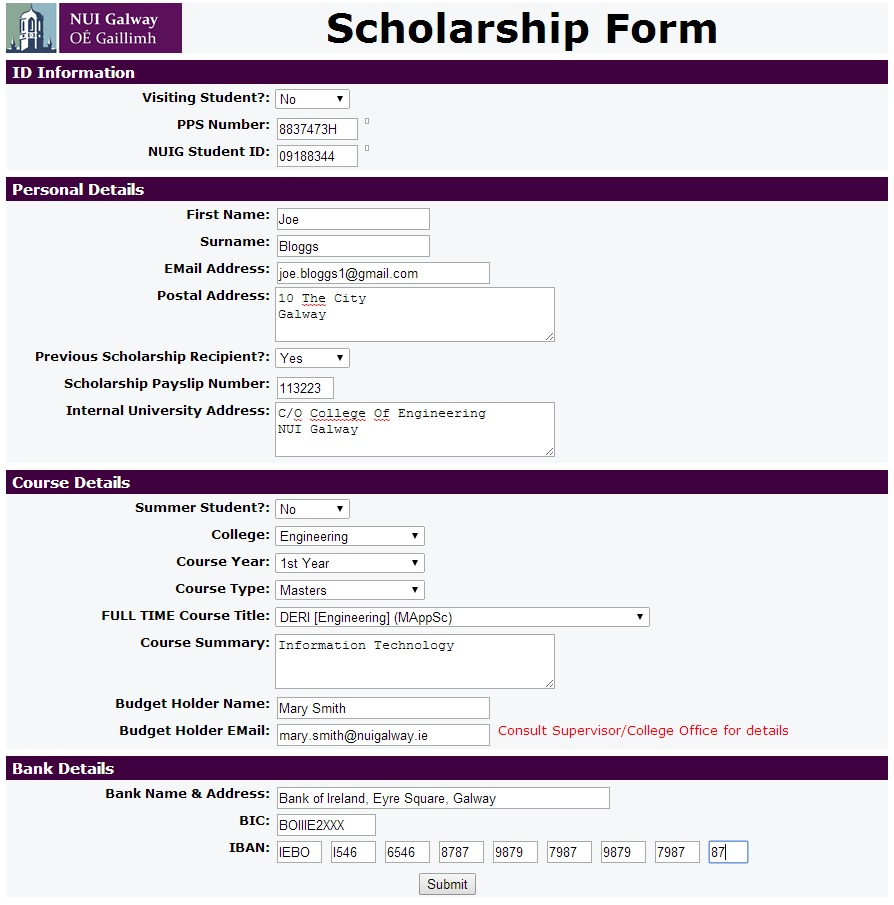 NUI Galway
OÉ Gaillimh
Scholarship Form
ID Information
Visiting Student?: No
PPS Number: 8837473H
NUIG Student ID: 09188344
Personal Details
First Name: Joe
Surname: Bloggs
EMail Address: joe.bloggs1@gmail.com
Postal Address: 10 The City
Galway
Previous Scholarship Recipient?: Yes
Scholarship Payslip Number: 113223
Internal University Address: C/O College Of Engineering
NUI Galway
Course Details
Summer Student?: No
College: Engineering
Course Year: 1st Year
Course Type: Masters
FULL TIME Course Title: DERI [Engineering] (MAppSc)
Course Summary: Information Technology
Budget Holder Name: Mary Smith
Budget Holder EMail: mary.smith@nuigalway.ie Consult Supervisor/College Office for details
Bank Details
Bank Name & Address: Bank of Ireland, Eyre Square, Galway
BIC: BOIIIE2XXX
IBAN: IEBO I546 6546 8787 9879 7987 9879 7987 87
Submit